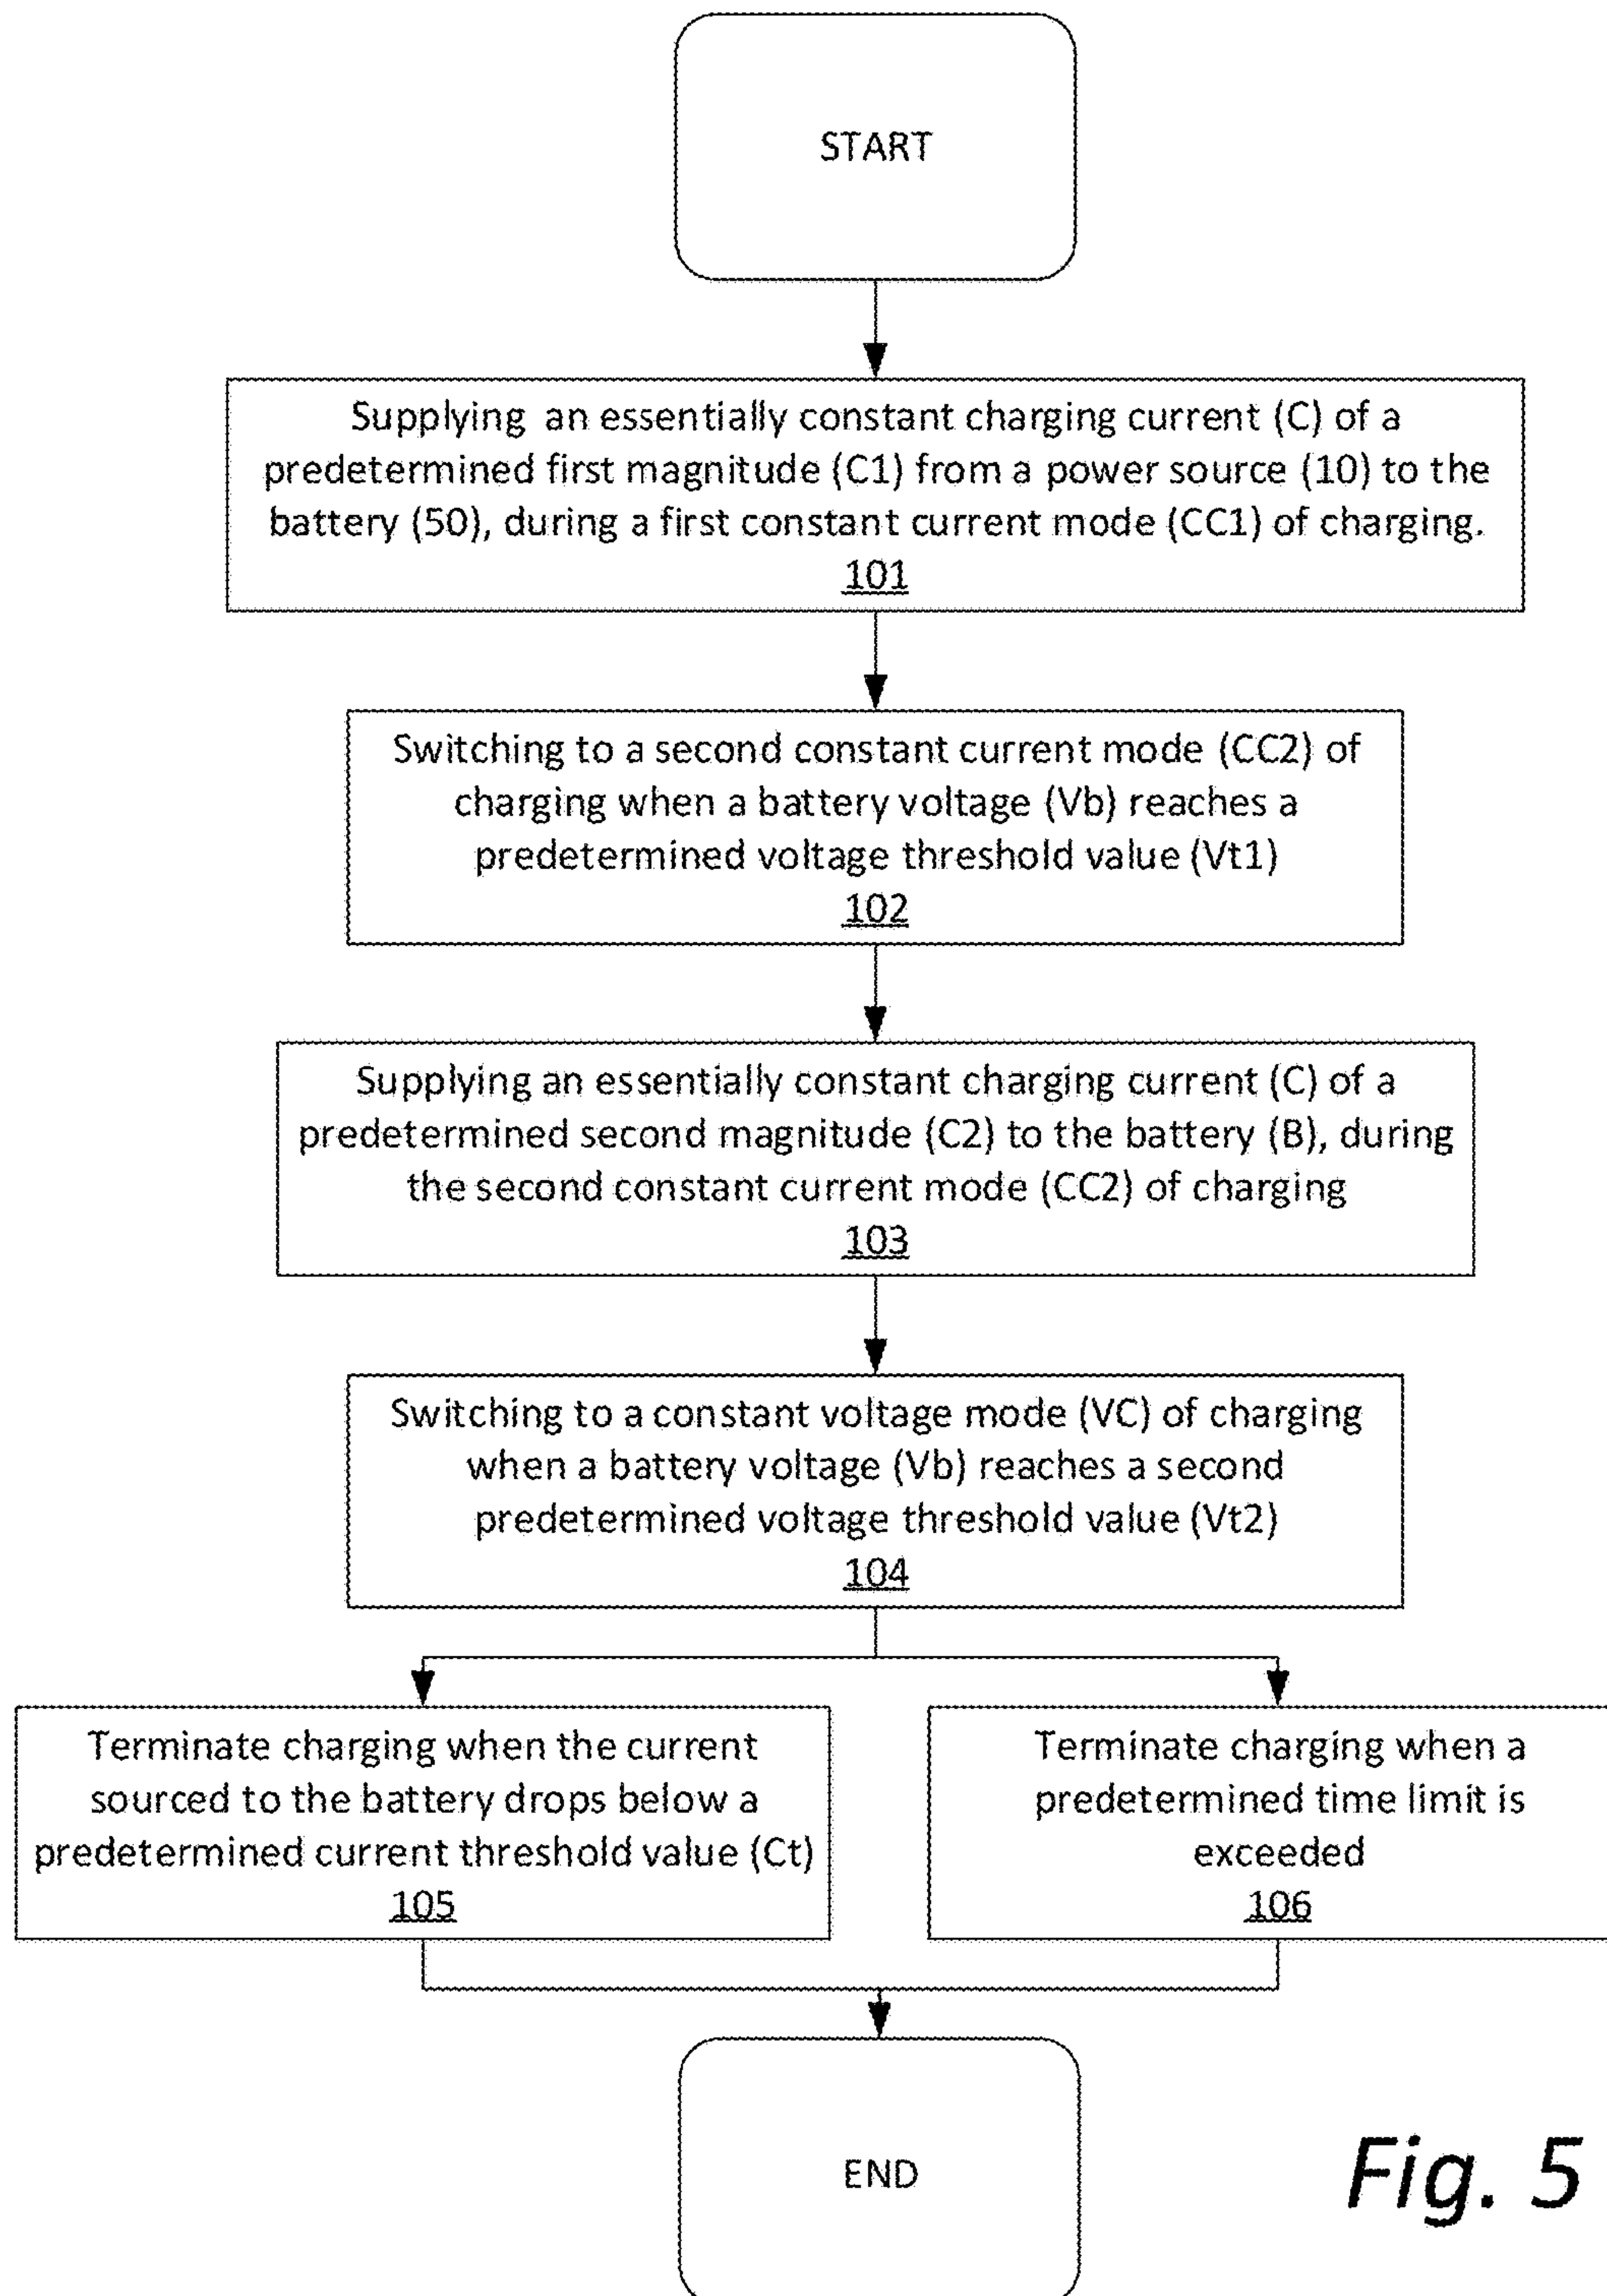 START
Supplying an essentially constant charging current (C) of a
predetermined first magnitude (C1) from a power source (10) to the
battery (50), during a first constant current mode (CC1) of charging.
101
Switching to a second constant current mode (CC2) of
charging when a battery voltage (Vb) reaches a
predetermined voltage threshold value (Vt1)
102
Supplying an essentially constant charging current (C) of a
predetermined second magnitude (C2) to the battery (B), during
the second constant current mode (CC2) of charging
103
Switching to a constant voltage mode (VC) of charging
when a battery voltage (Vb) reaches a second
predetermined voltage threshold value (Vt2)
104
Terminate charging when the current
sourced to the battery drops below a
predetermined current threshold value (Ct)
105
Terminate charging when a
predetermined time limit is
exceeded
106
END
Fig. 5